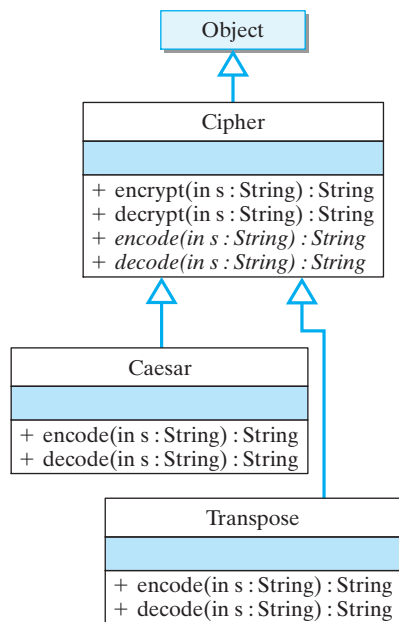 Object
Cipher
+ encrypt(in s : String) : String
+ decrypt(in s : String) : String
+ encode(in s : String) : String
+ decode(in s : String) : String
Caesar
+ encode(in s : String) : String
+ decode(in s : String) : String
Transpose
+ encode(in s : String) : String
+ decode(in s : String) : String